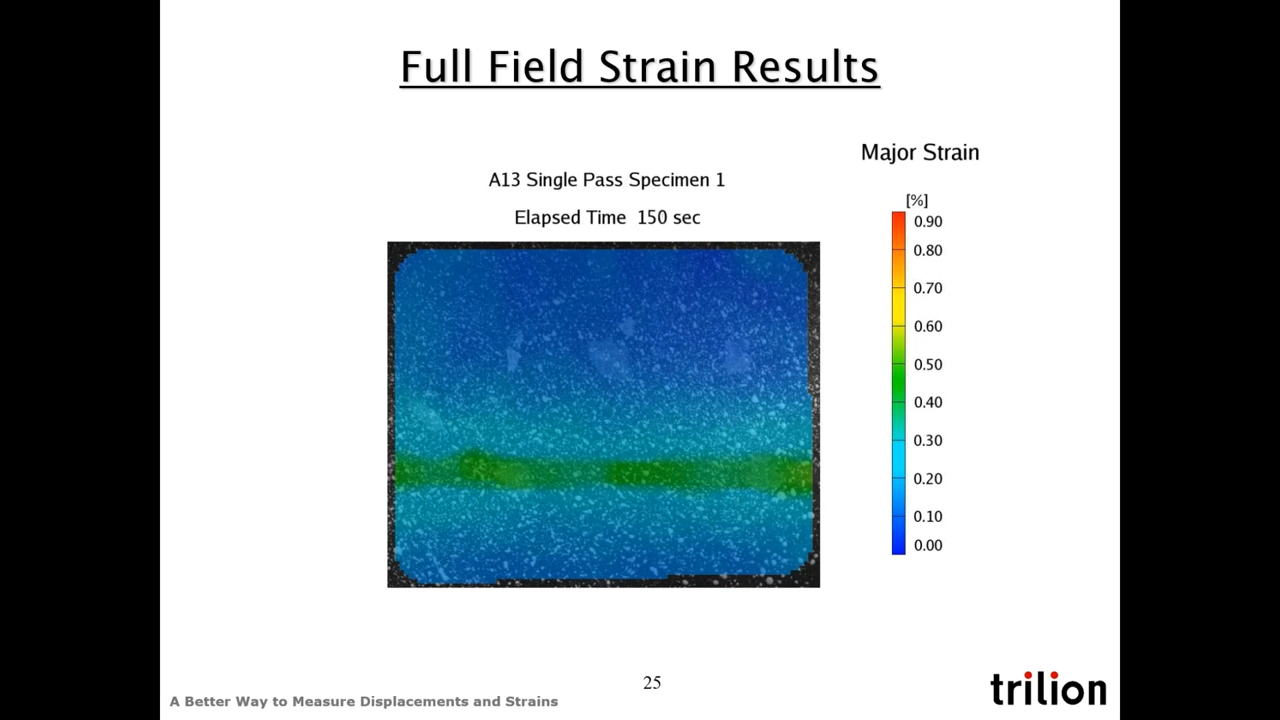 Full Field Strain Results
Major Strain
A13 Single Pass Specimen 1
[%]
Elapsed Time 150 sec
0.90
0.80
0.70
0.60
0.50
0.40
0.30
0.20
0.10
0.00
25
A Better Way to Measure Displacements and Strains
trilion